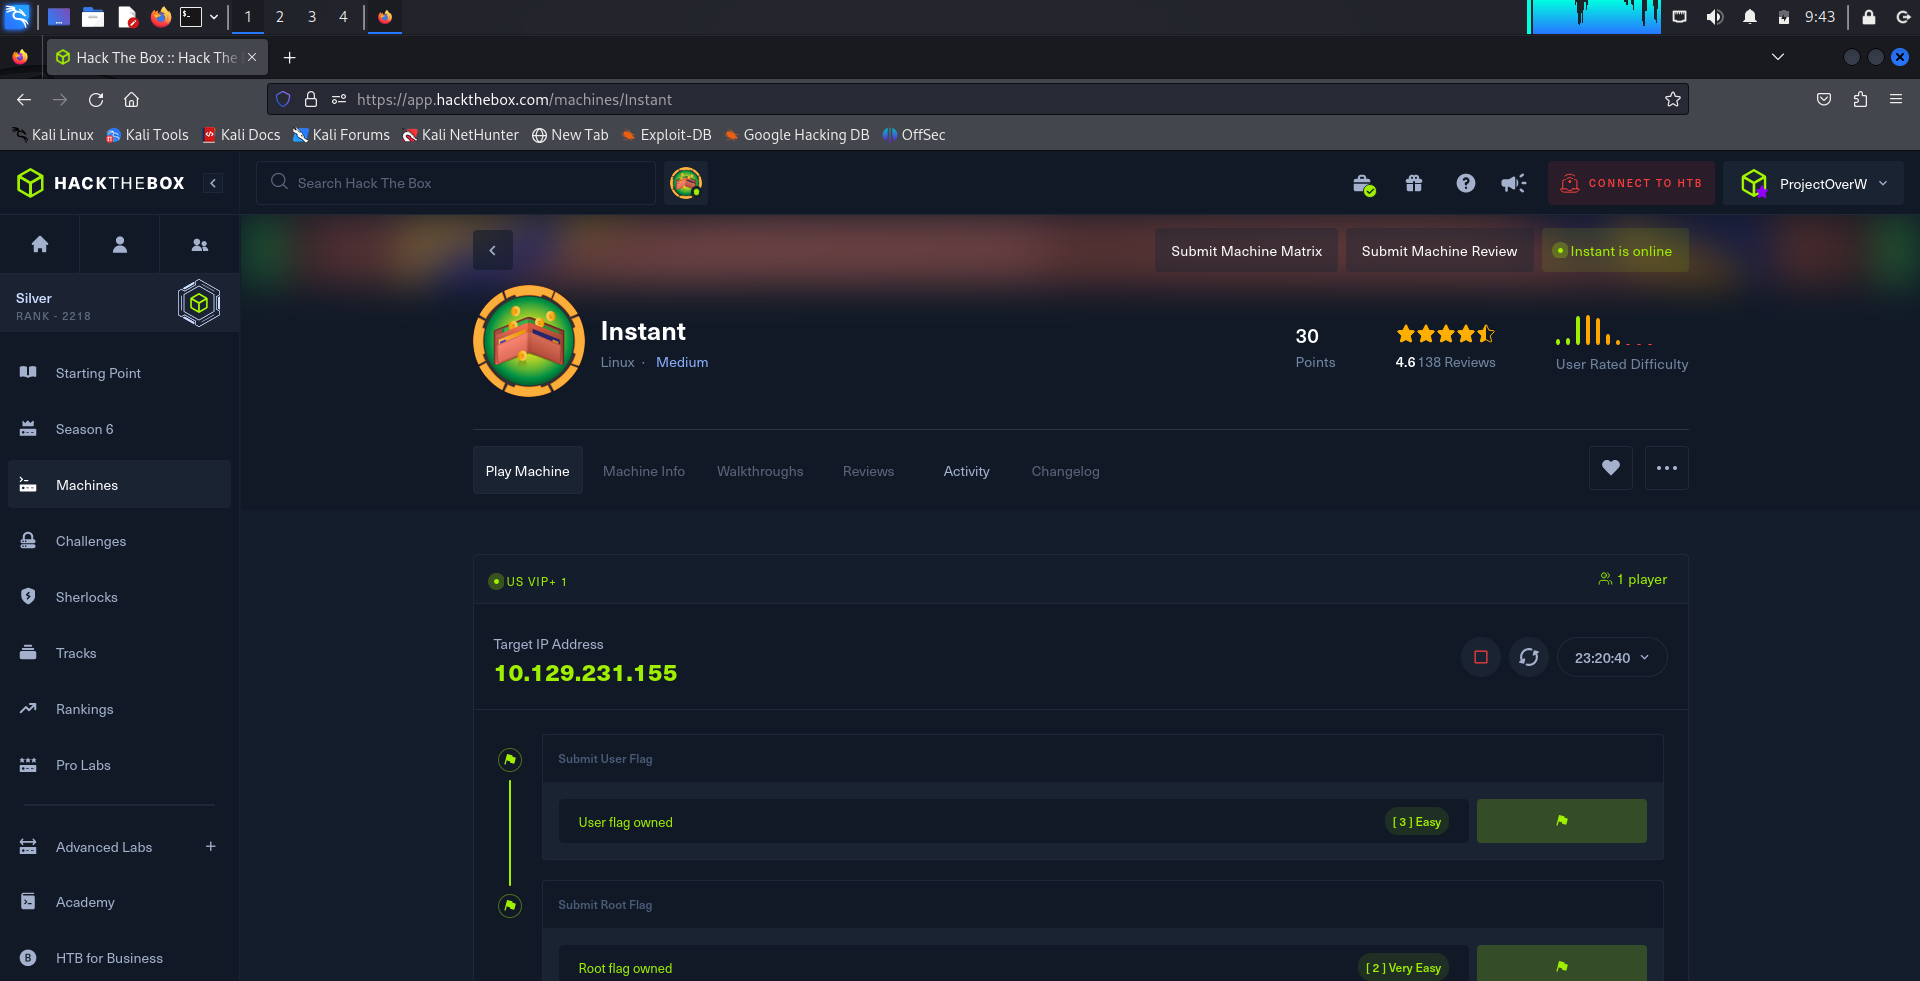 1 2 3 4
9:43
Hack The Box :: Hack The
https://app.hackthebox.com/machines/Instant
Kali Linux Kali Tools Kali Docs Kali Forums Kali NetHunter New Tab Exploit-DB Google Hacking DB OffSec
HACKTHEBOX
Search Hack The Box
CONNECT TO HTB
ProjectOverW
Silver
RANK - 2218
Starting Point
Season 6
Machines
Challenges
Sherlocks
Tracks
Rankings
Pro Labs
Advanced Labs +
Academy
HTB for Business
Submit Machine Matrix
Submit Machine Review
Instant is online
Instant
Linux · Medium
30
Points
4.6 138 Reviews
User Rated Difficulty
Play Machine Machine Info Walkthroughs Reviews Activity Changelog
US VIP+ 1
1 player
Target IP Address
10.129.231.155
23:20:40
Submit User Flag
User flag owned
[ 3 ] Easy
Submit Root Flag
Root flag owned
[ 2 ] Very Easy